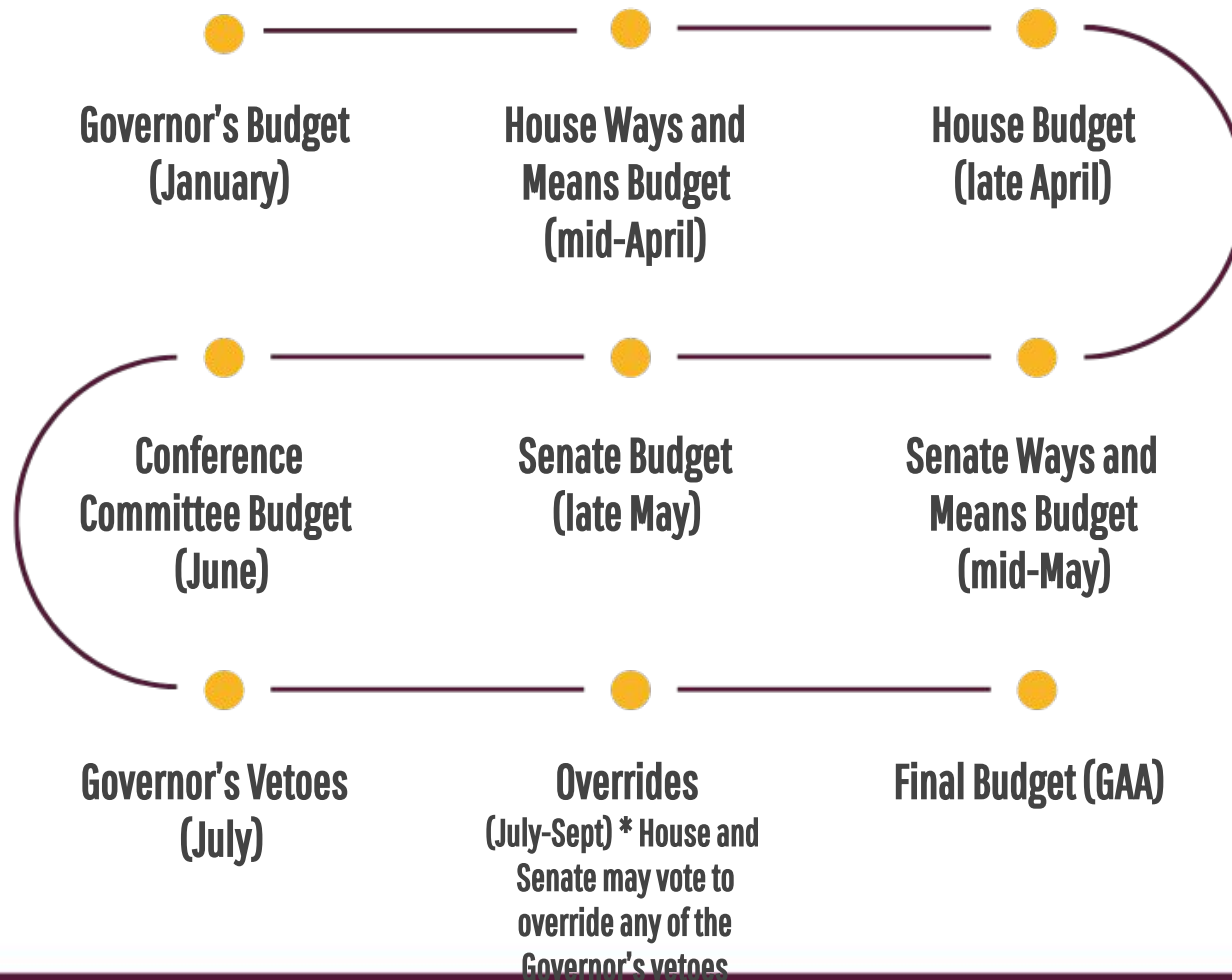 Governor's Budget
(January)
House Ways and
Means Budget
(mid-April)
House Budget
(late April)
Conference
Committee Budget
(June)
Senate Budget
(late May)
Senate Ways and
Means Budget
(mid-May)
Governor's Vetoes
(July)
Overrides
(July-Sept) * House and
Senate may vote to
override any of the
Governor's vetoes
Final Budget (GAA)